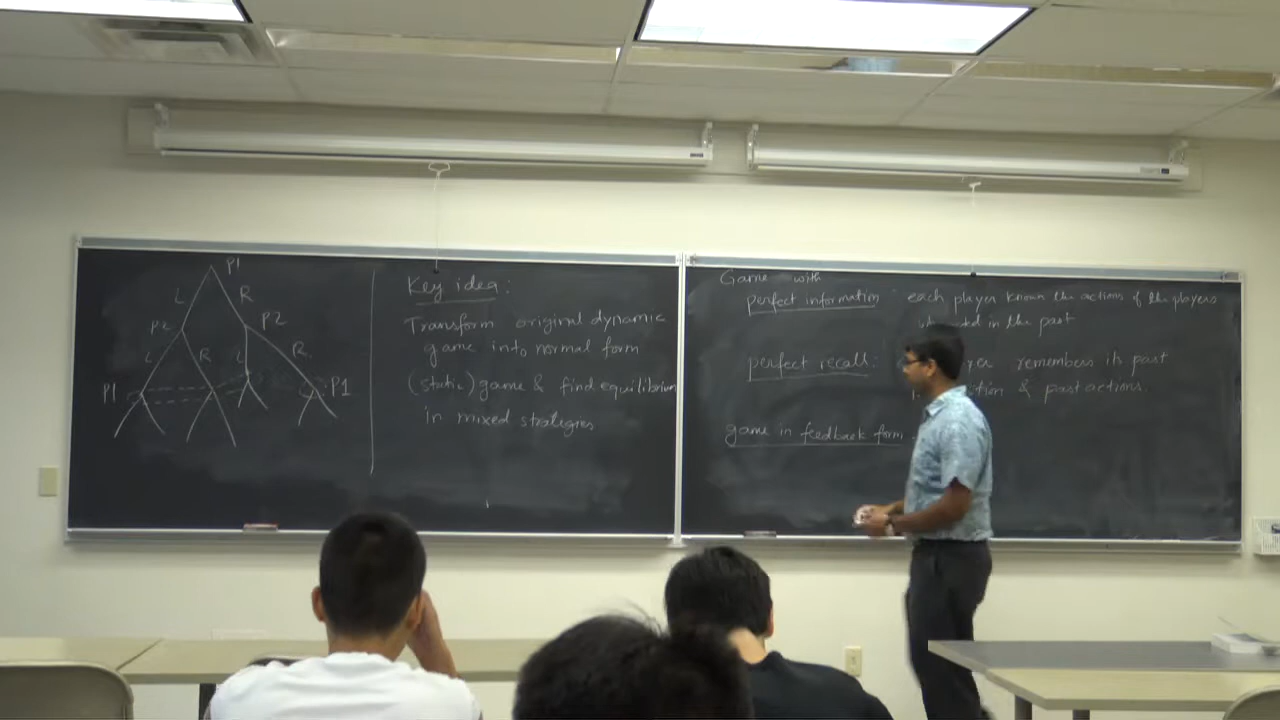 P1
L R
P2 P2
L R L R
P1 P1
Key idea:
Transform original dynamic
game into normal form
(static) game & find equilibrium
in mixed strategies
Game with
perfect information : each player knows the actions of the players
in the past
perfect recall: remembers its past
& past actions.
game in feedback form